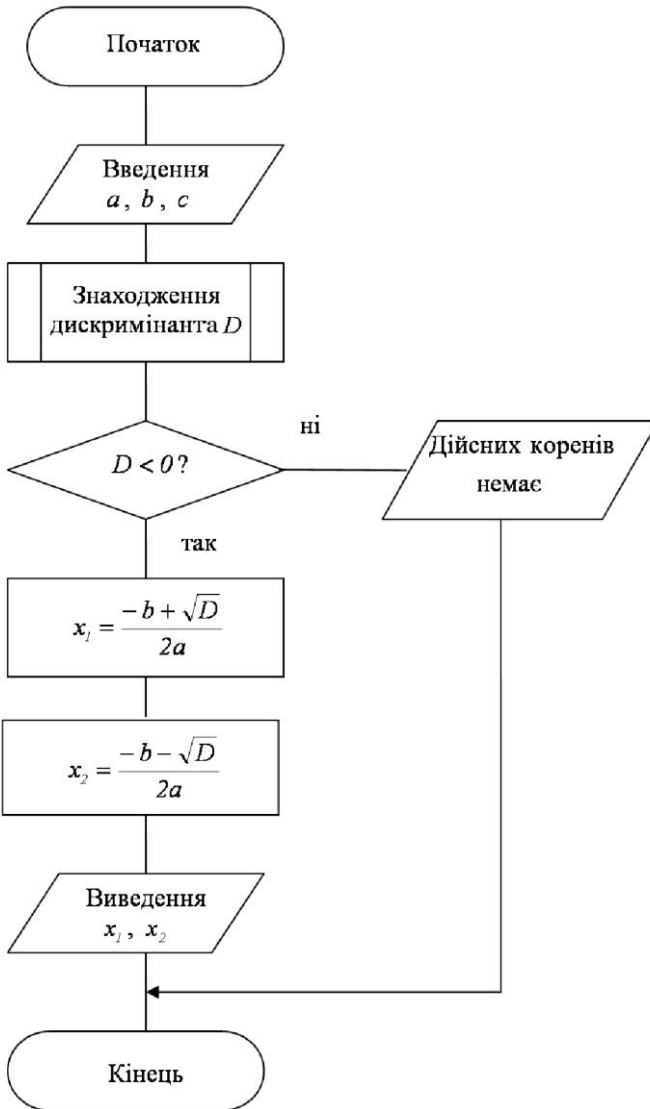 Початок
Введення
a , b , c
Знаходження
дискримінанта D
D < 0 ?
ні
Дійсних коренів
немає
так
x₁ = (−b + √D) / 2a
x₂ = (−b − √D) / 2a
Виведення
x₁ , x₂
Кінець